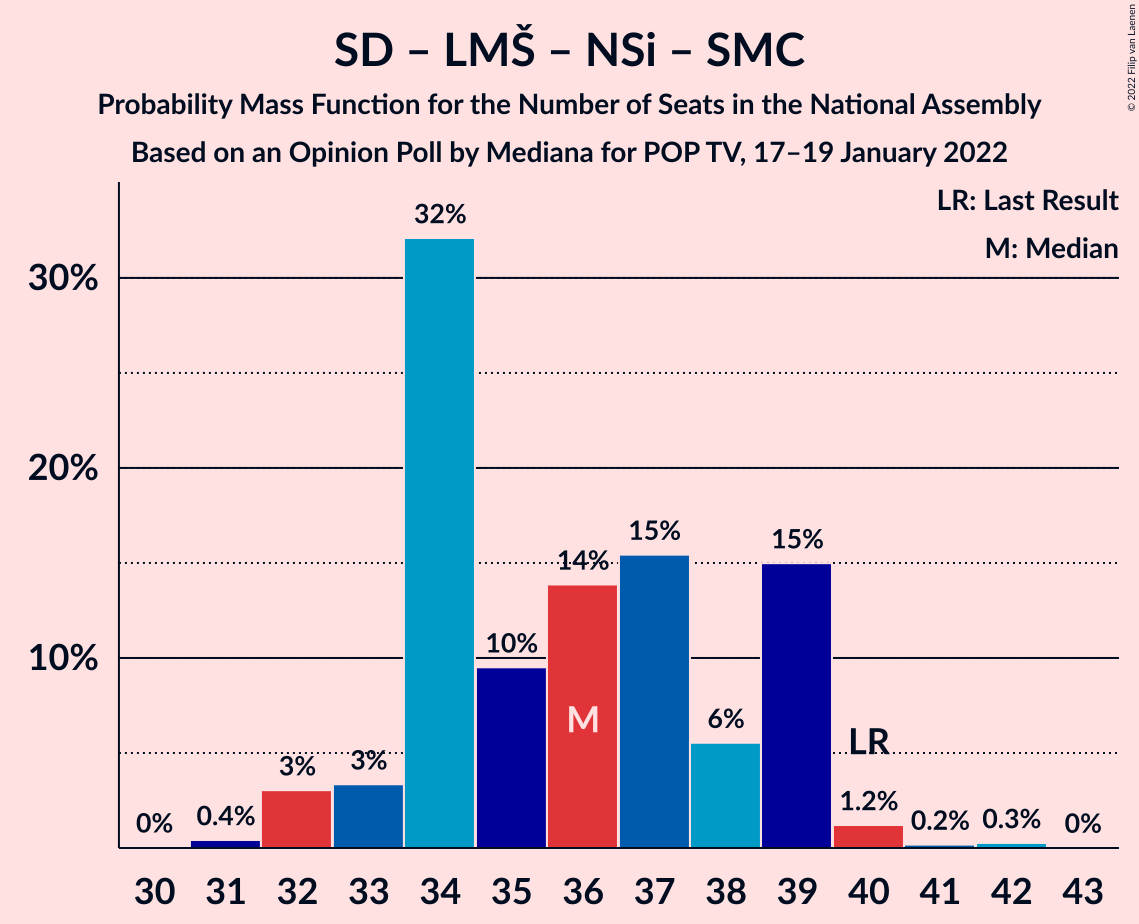 SD – LMŠ – NSi – SMC
Probability Mass Function for the Number of Seats in the National Assembly
Based on an Opinion Poll by Mediana for POP TV, 17–19 January 2022
© 2022 Filip van Laenen
LR: Last Result
M: Median
30%
20%
10%
0%
0.4%
3%
3%
32%
10%
14%
15%
6%
15%
1.2%
0.2%
0.3%
0%
M
LR
30 31 32 33 34 35 36 37 38 39 40 41 42 43